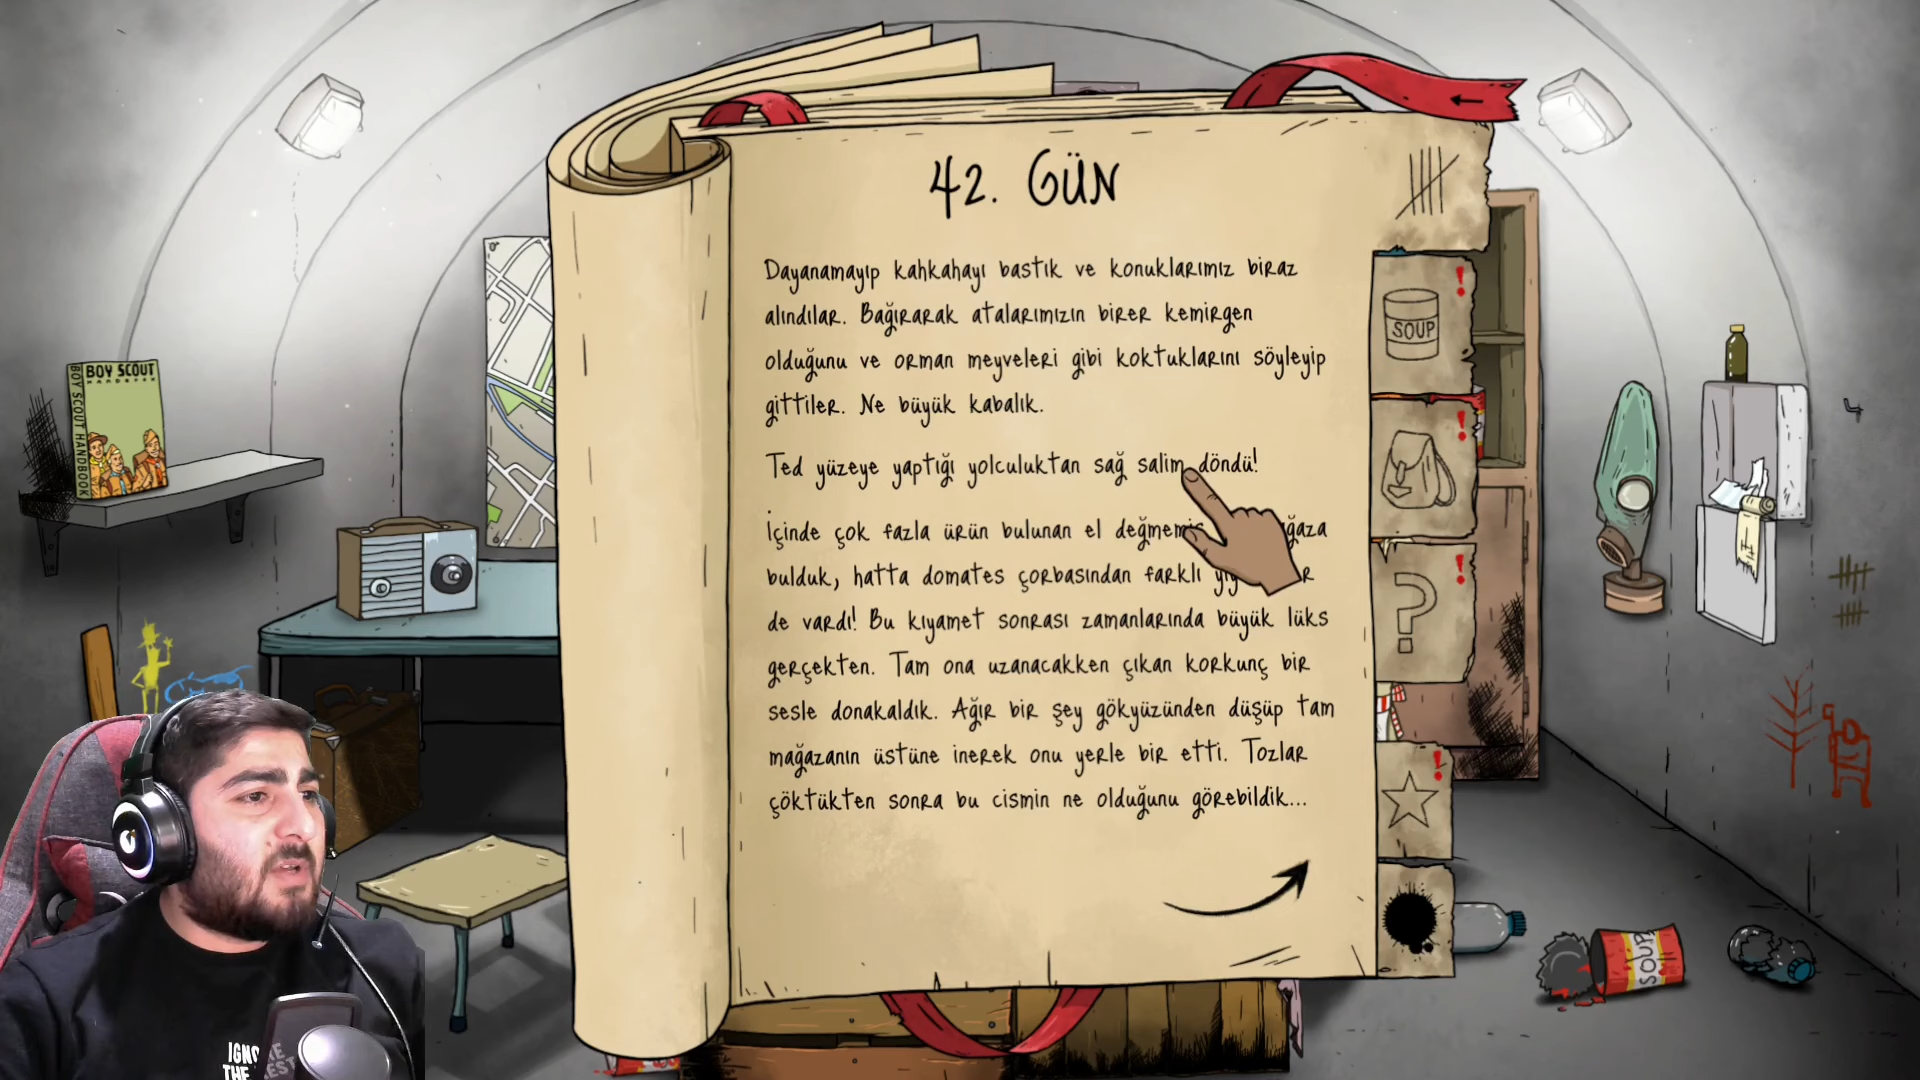 42. GÜN
Dayanamayıp kahkahayı bastık ve konuklarımız biraz
alındılar. Bağırarak atalarımızın birer kemirgen
olduğunu ve orman meyveleri gibi koktuklarını söyleyip
gittiler. Ne büyük kabalık.
Ted yüzeye yaptığı yolculuktan sağ salim döndü!
İçinde çok fazla ürün bulunan el
bulduk, hatta domates çorbasından farklı
de vardı! Bu kıyamet sonrası zamanlarında büyük lüks
gerçekten. Tam ona uzanacakken çıkan korkunç bir
sesle donakaldık. Ağır bir şey gökyüzünden düşüp tam
mağazanın üstüne inerek onu yerle bir etti. Tozlar
çöktükten sonra bu cismin ne olduğunu görebildik...
SOUP
BOY SCOUT
HANDBOOK
BOY SCOUT HANDBOOK
SOUP